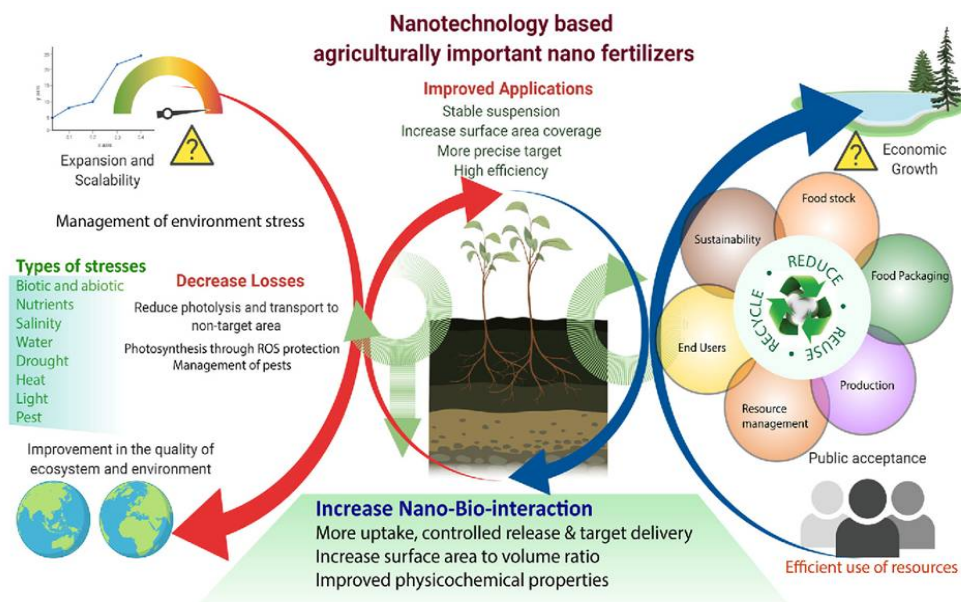 Nanotechnology based
agriculturally important nano fertilizers
Improved Applications
Stable suspension
Increase surface area coverage
More precise target
High efficiency
Expansion and
Scalability
?
Management of environment stress
Types of stresses
Biotic and abiotic
Nutrients
Salinity
Water
Drought
Heat
Light
Pest
Decrease Losses
Reduce photolysis and transport to
non-target area
Photosynthesis through ROS protection
Management of pests
Improvement in the quality of
ecosystem and environment
Increase Nano-Bio-interaction
More uptake, controlled release & target delivery
Increase surface area to volume ratio
Improved physicochemical properties
?
Economic
Growth
Food stock
Sustainability
Food Packaging
End Users
Production
Resource
management
REDUCE • REUSE • RECYCLE •
Public acceptance
Efficient use of resources